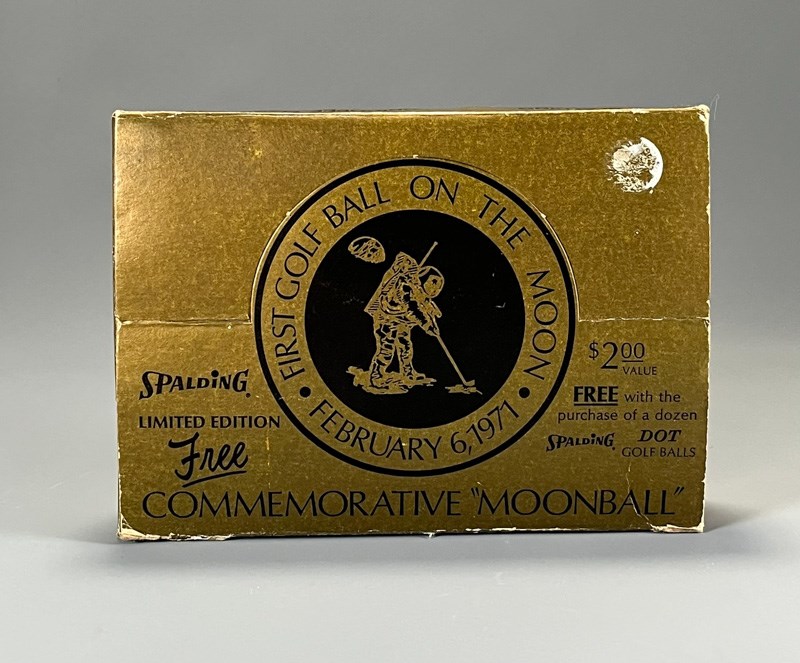 FIRST GOLF BALL ON THE MOON
• FEBRUARY 6, 1971 •
SPALDING
LIMITED EDITION
Free
$2.00
VALUE
FREE with the
purchase of a dozen
SPALDING DOT
GOLF BALLS
COMMEMORATIVE "MOONBALL"